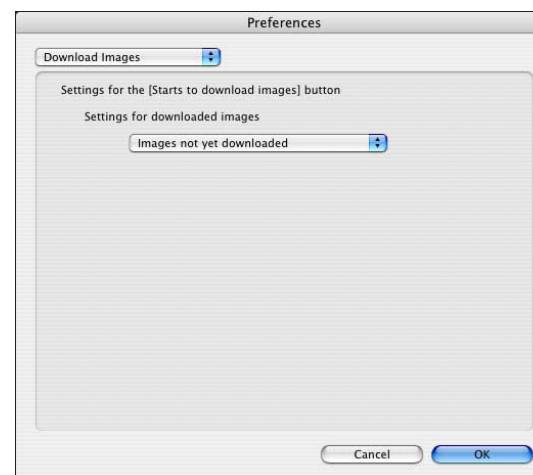 Preferences
Download Images
Settings for the [Starts to download images] button
Settings for downloaded images
Images not yet downloaded
Cancel
OK